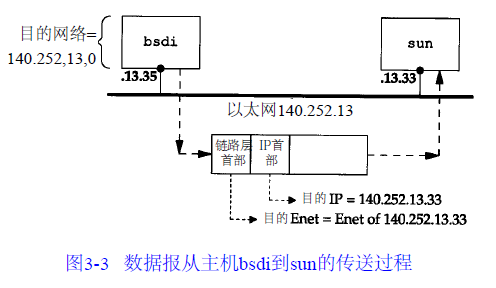 目的网络=
140.252,13,0
bsdi
sun
.13.35
.13.33
以太网140.252.13
链路层
首部
IP首
部
目的 IP = 140.252.13.33
目的 Enet = Enet of 140.252.13.33
图3-3 数据报从主机bsdi到sun的传送过程